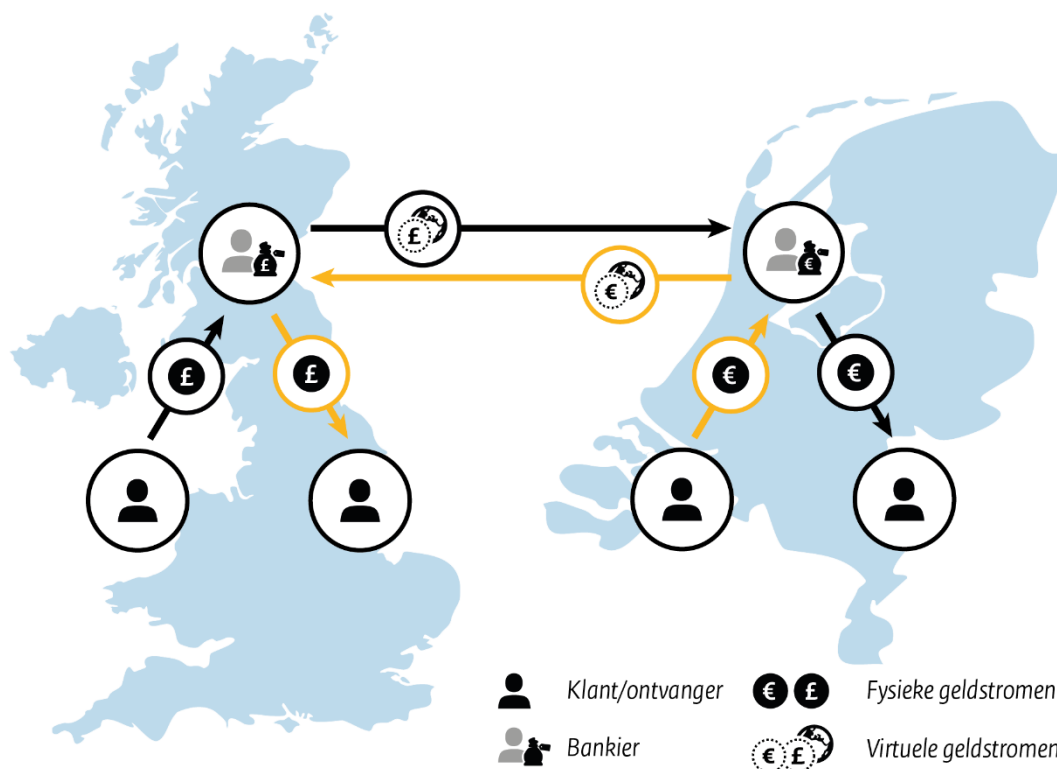 £
€
£
€
£
£
€
€
Klant/ontvanger
€ £ Fysieke geldstromen
Bankier
€ £ Virtuele geldstromen